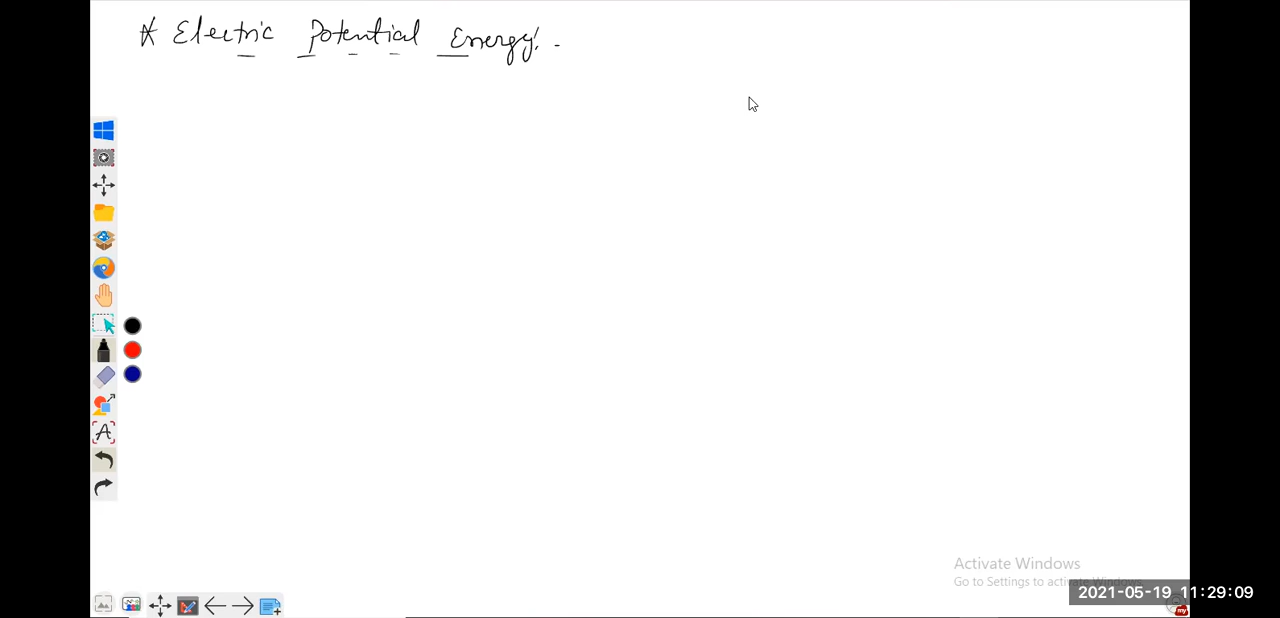 * Electric Potential Energy:-
Activate Windows
Go to Settings to activate Windows.
2021-05-19 11:29:09